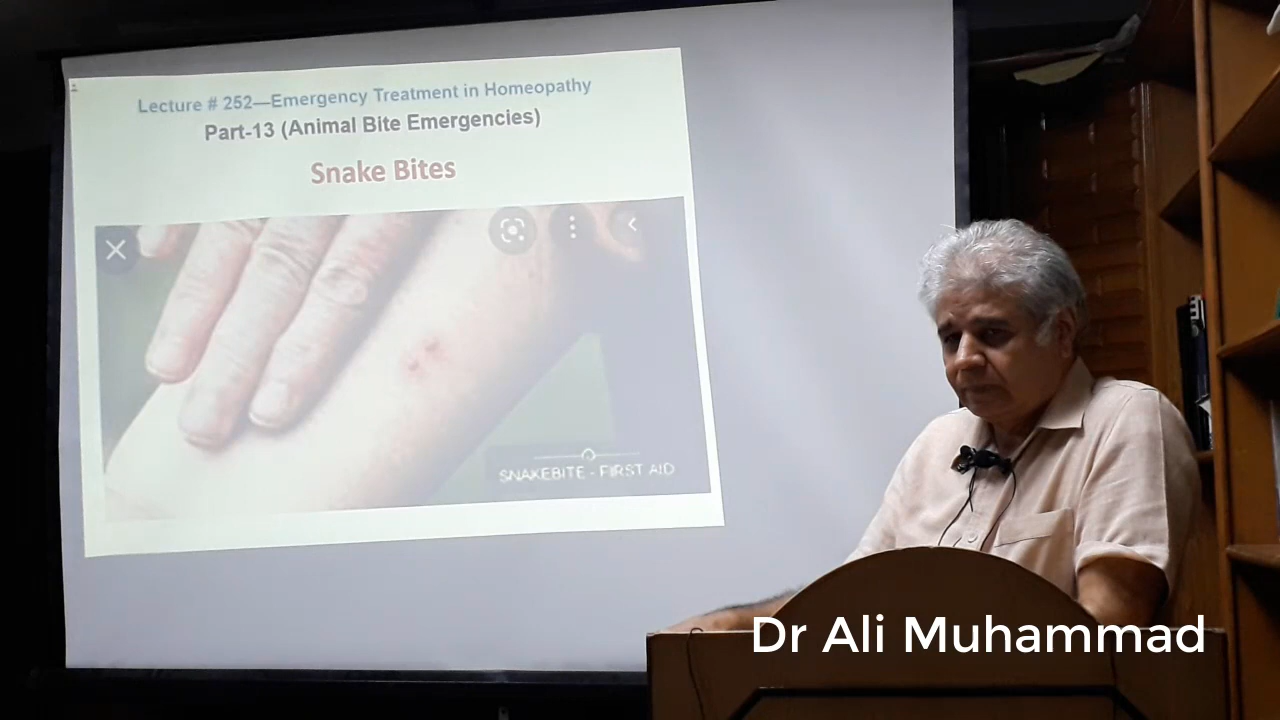 Lecture # 252—Emergency Treatment in Homeopathy
Part-13 (Animal Bite Emergencies)
Snake Bites
SNAKEBITE - FIRST AID
Dr Ali Muhammad